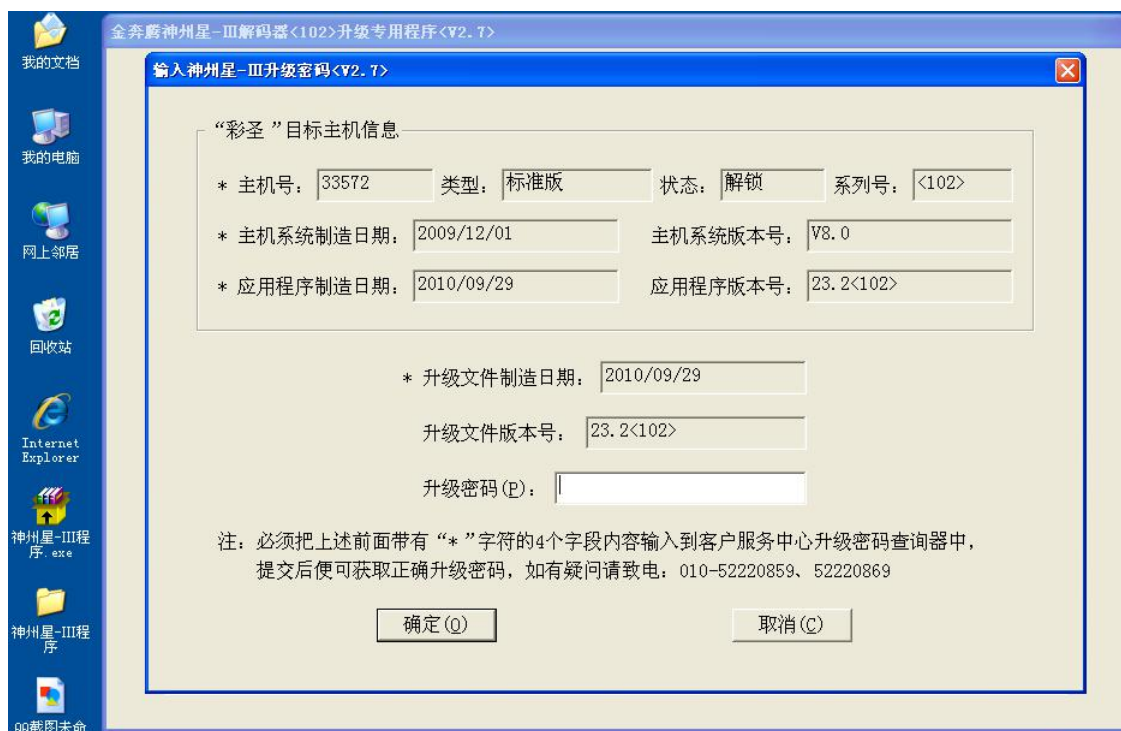 金奔腾神州星-III解码器<102>升级专用程序<V2.7>
输入神州星-III升级密码<V2.7>
“彩圣 ”目标主机信息
* 主机号: 33572 类型: 标准版 状态: 解锁 系列号: <102>
* 主机系统制造日期: 2009/12/01 主机系统版本号: V8.0
* 应用程序制造日期: 2010/09/29 应用程序版本号: 23.2<102>
* 升级文件制造日期: 2010/09/29
升级文件版本号: 23.2<102>
升级密码(P):
注: 必须把上述前面带有“* ”字符的4个字段内容输入到客户服务中心升级密码查询器中,
提交后便可获取正确升级密码, 如有疑问请致电: 010-52220859、52220869
确定(O) 取消(C)
我的文档
我的电脑
网上邻居
回收站
Internet
Explorer
神州星-III程
序.exe
神州星-III程
序
QQ截图未命